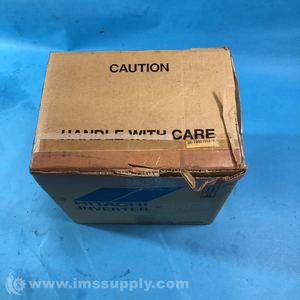 CAUTION
HANDLE WITH CARE
HITACHI
INVERTER
© www.imssupply.com